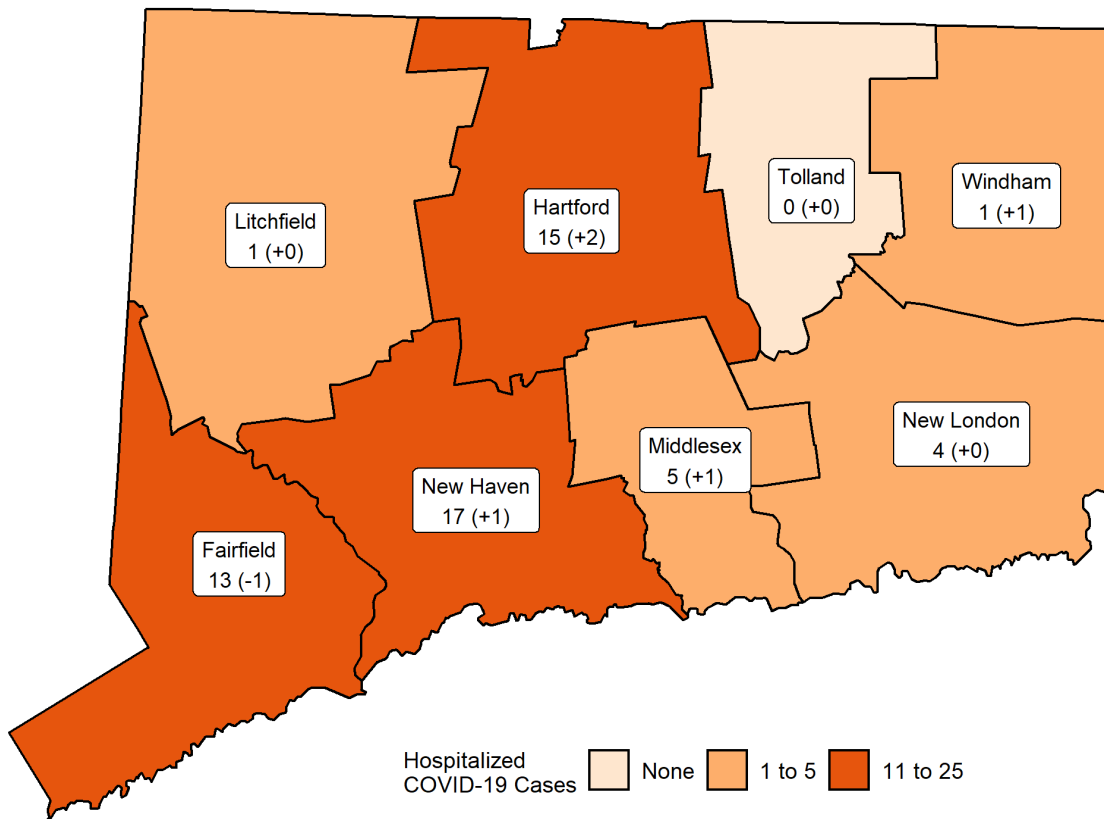 Tolland
0 (+0)
Windham
1 (+1)
Litchfield
1 (+0)
Hartford
15 (+2)
New London
4 (+0)
Middlesex
5 (+1)
New Haven
17 (+1)
Fairfield
13 (-1)
Hospitalized
COVID-19 Cases
None
1 to 5
11 to 25